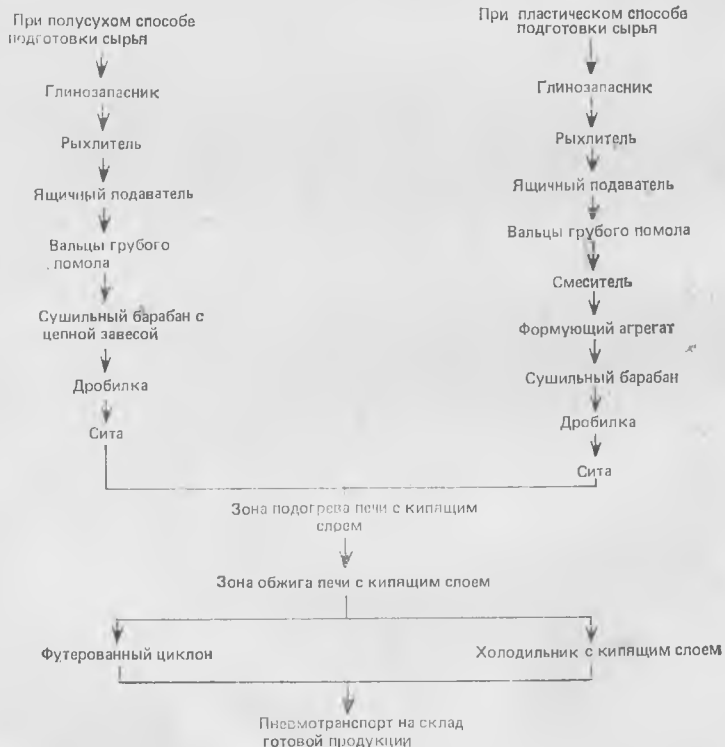 При полусухом способе
подготовки сырья
Глинозапасник
Рыхлитель
Ящичный подаватель
Вальцы грубого
помола
Сушильный барабан с
цепной завесой
Дробилка
Сита
При пластическом способе
подготовки сырья
Глинозапасник
Рыхлитель
Ящичный подаватель
Вальцы грубого помола
Смеситель
Формующий агрегат
Сушильный барабан
Дробилка
Сита
Зона подогрева печи с кипящим
слоем
Зона обжига печи с кипящим слоем
Футерованный циклон
Холодильник с кипящим слоем
Пневмотранспорт на склад
готовой продукции